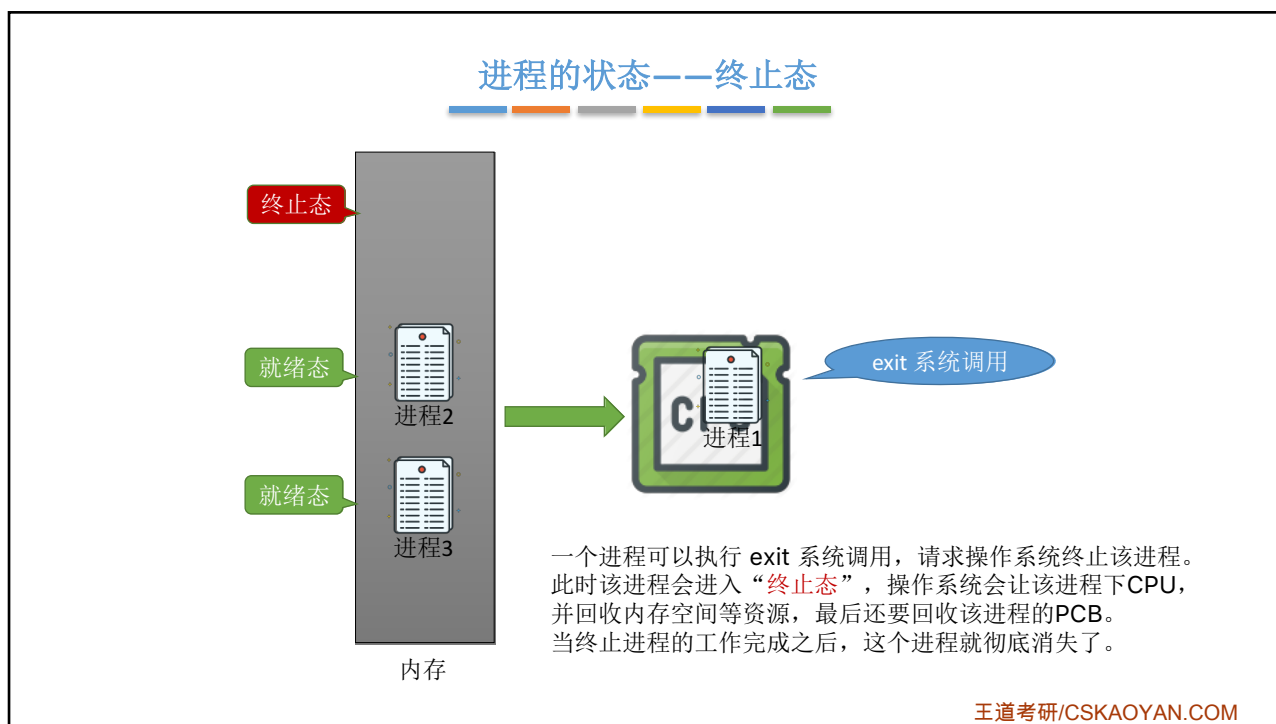 进程的状态——终止态
终止态
就绪态
进程2
就绪态
进程3
内存
进程1
exit 系统调用
一个进程可以执行 exit 系统调用，请求操作系统终止该进程。
此时该进程会进入“终止态”，操作系统会让该进程下CPU，
并回收内存空间等资源，最后还要回收该进程的PCB。
当终止进程的工作完成之后，这个进程就彻底消失了。
王道考研/CSKAOYAN.COM